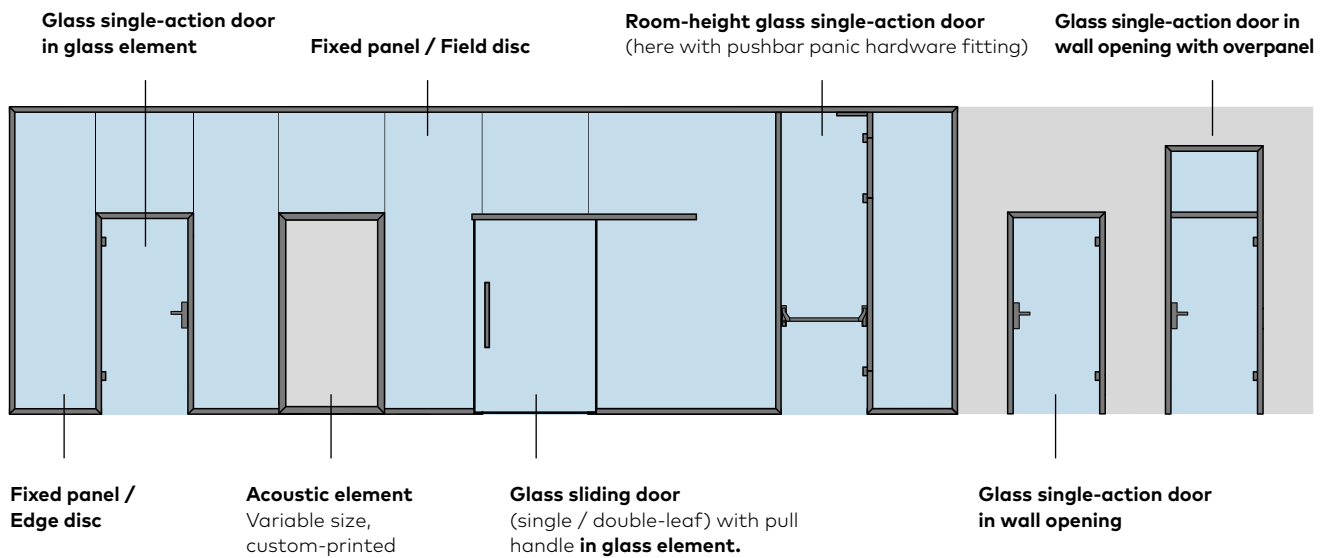 Glass single-action door
in glass element
Fixed panel / Field disc
Room-height glass single-action door
(here with pushbar panic hardware fitting)
Glass single-action door in
wall opening with overpanel
Fixed panel /
Edge disc
Acoustic element
Variable size,
custom-printed
Glass sliding door
(single / double-leaf) with pull
handle in glass element.
Glass single-action door
in wall opening